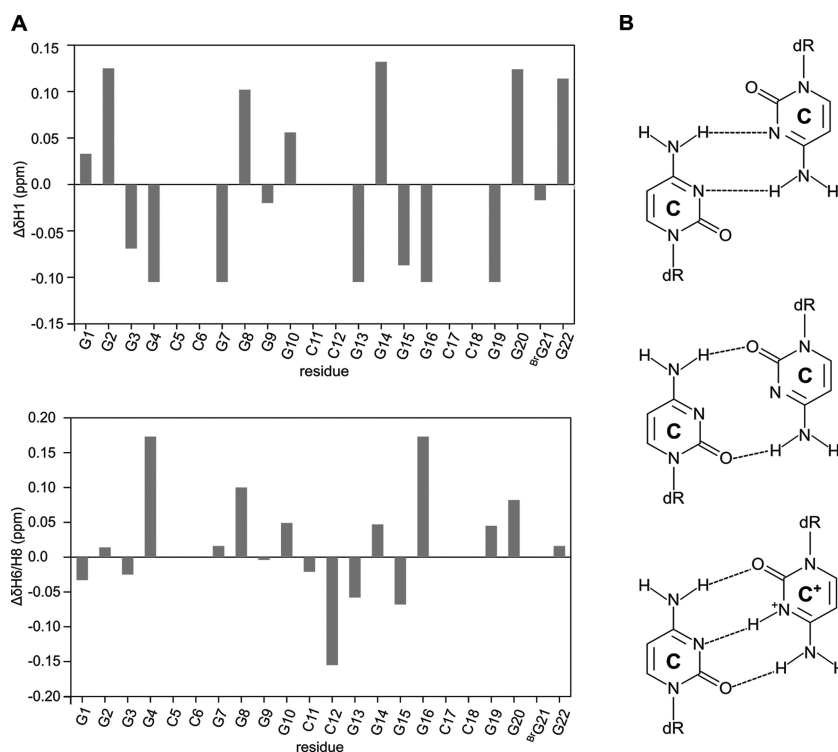 A
ΔδH1 (ppm)
0.15
0.10
0.05
0.0
-0.05
-0.10
-0.15
G1 G2 G3 G4 C5 C6 G7 G8 G9 G10 C11 C12 G13 G14 G15 G16 C17 C18 G19 G20 BrG21 G22
residue
ΔδH6/H8 (ppm)
0.20
0.15
0.10
0.05
0.0
-0.05
-0.10
-0.15
-0.20
G1 G2 G3 G4 C5 C6 G7 G8 G9 G10 C11 C12 G13 G14 G15 G16 C17 C18 G19 G20 BrG21 G22
residue
B
dR
O N
H H N C
N
N N
C H H
N O
dR
dR
O N
H H C
N N
N N
C H H
N O
dR
dR
O N
H H C+
N +N
H
N N
C H H
N O
dR